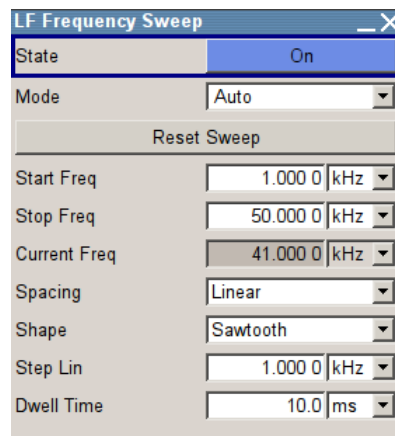 LF Frequency Sweep
State On
Mode Auto
Reset Sweep
Start Freq 1.000 0 kHz
Stop Freq 50.000 0 kHz
Current Freq 41.000 0 kHz
Spacing Linear
Shape Sawtooth
Step Lin 1.000 0 kHz
Dwell Time 10.0 ms